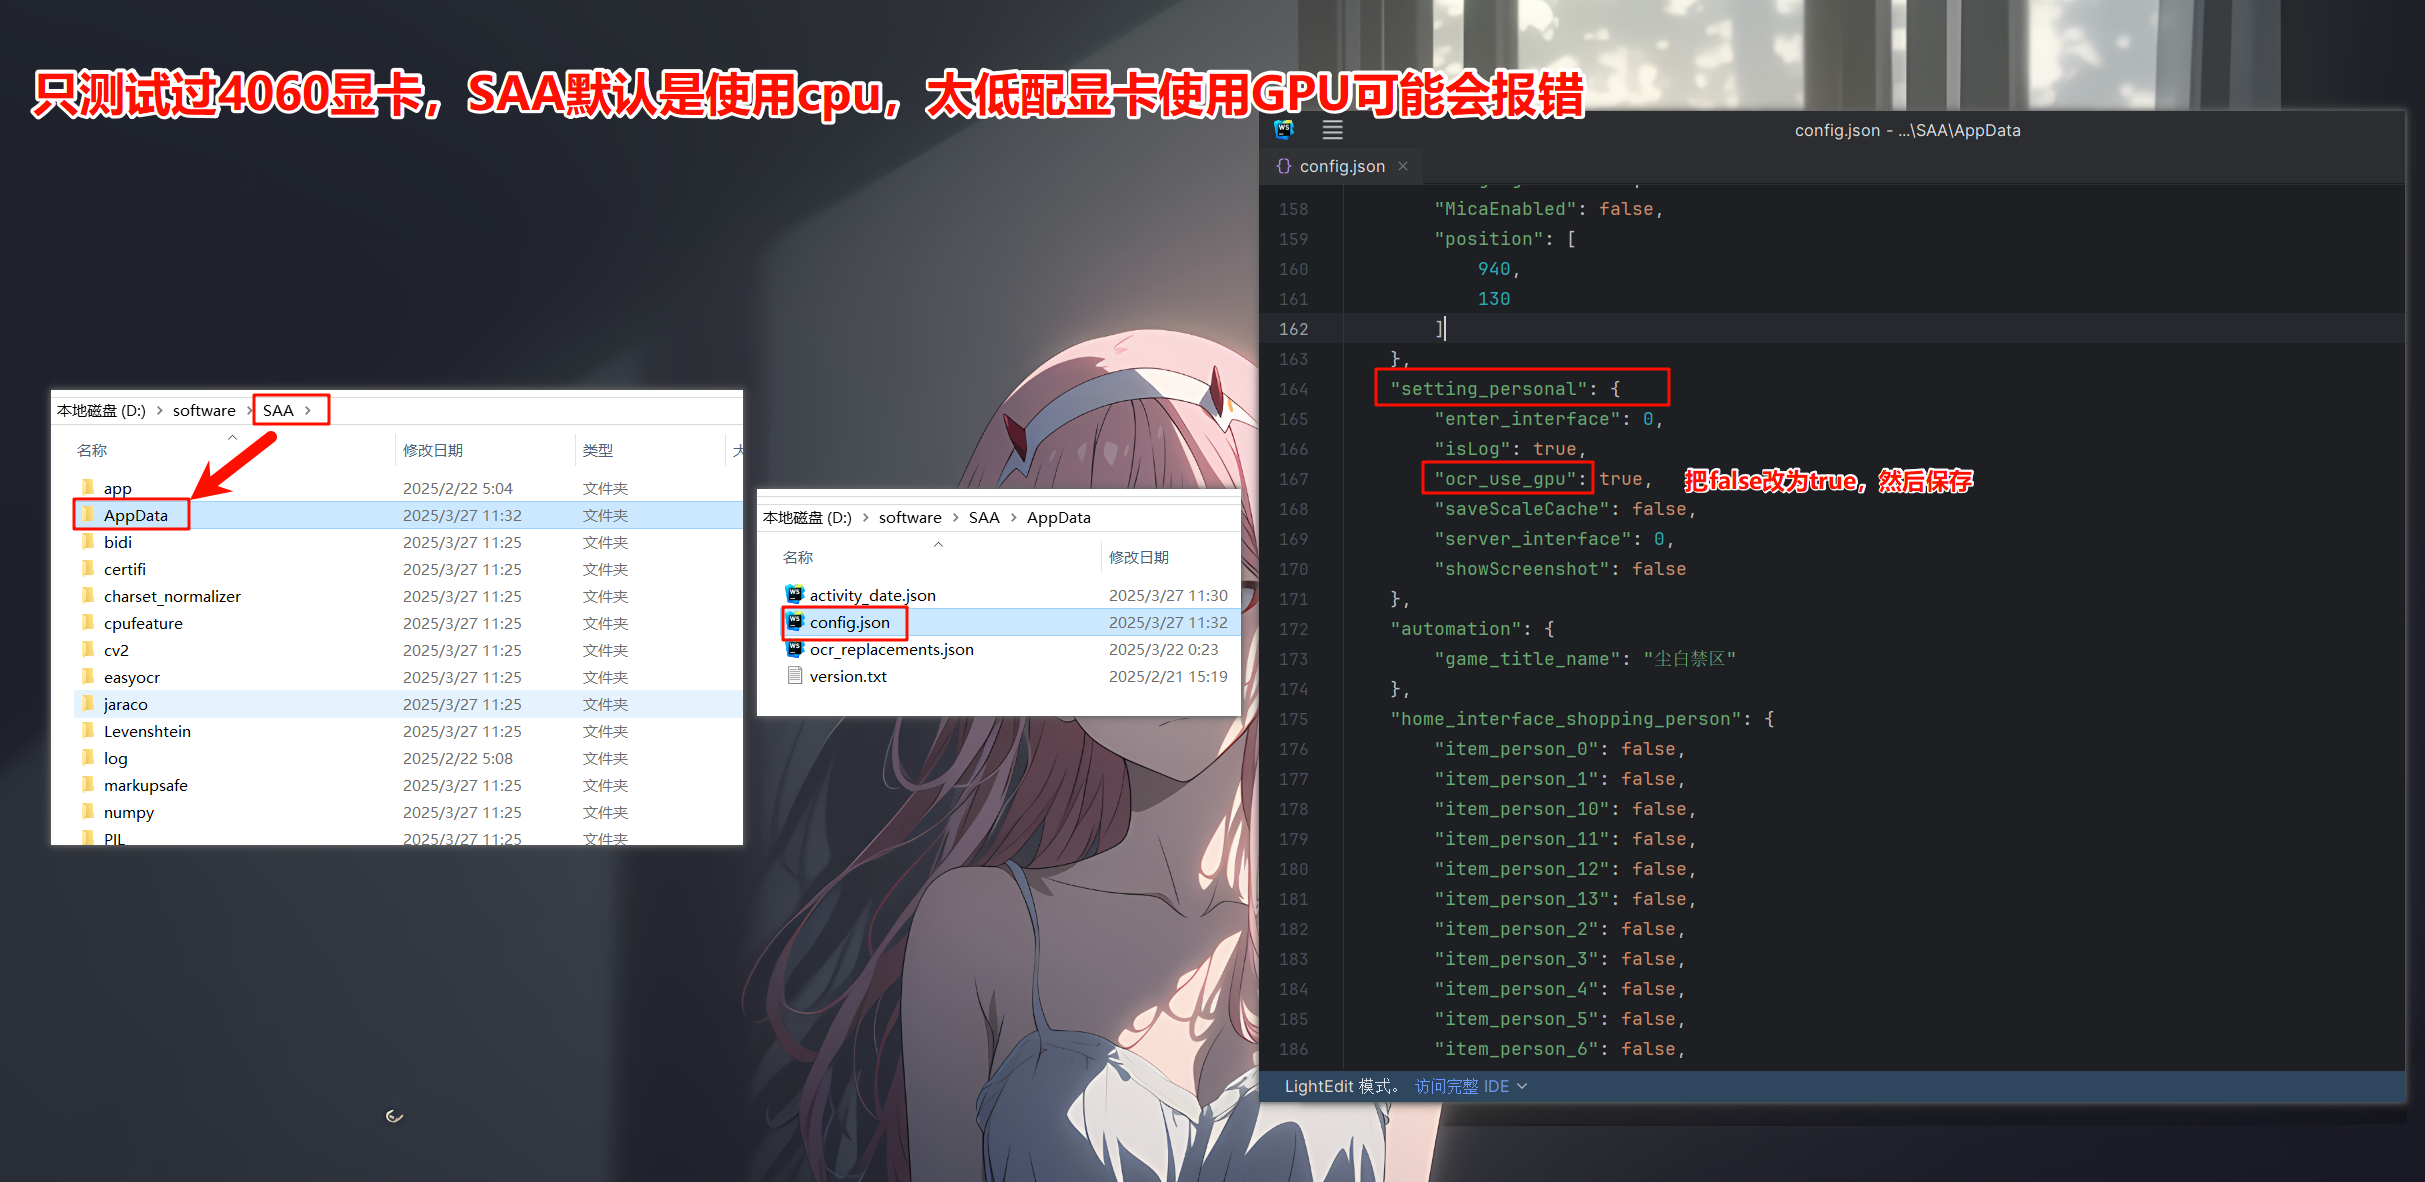 只测试过4060显卡，SAA默认是使用cpu，太低配显卡使用GPU可能会报错
本地磁盘 (D:) > software > SAA >
名称 修改日期 类型
app 2025/2/22 5:04 文件夹
AppData 2025/3/27 11:32 文件夹
bidi 2025/3/27 11:25 文件夹
certifi 2025/3/27 11:25 文件夹
charset_normalizer 2025/3/27 11:25 文件夹
cpufeature 2025/3/27 11:25 文件夹
cv2 2025/3/27 11:25 文件夹
easyocr 2025/3/27 11:25 文件夹
jaraco 2025/3/27 11:25 文件夹
Levenshtein 2025/3/27 11:25 文件夹
log 2025/2/22 5:08 文件夹
markupsafe 2025/3/27 11:25 文件夹
numpy 2025/3/27 11:25 文件夹
PIL 2025/3/27 11:25 文件夹
本地磁盘 (D:) > software > SAA > AppData
名称 修改日期
activity_date.json 2025/3/27 11:30
config.json 2025/3/27 11:32
ocr_replacements.json 2025/3/22 0:23
version.txt 2025/2/21 15:19
WS config.json - ...\SAA\AppData
{} config.json ×
158 "MicaEnabled": false,
159 "position": [
160 940,
161 130
162 ]
163 },
164 "setting_personal": {
165 "enter_interface": 0,
166 "isLog": true,
167 "ocr_use_gpu": true, 把false改为true，然后保存
168 "saveScaleCache": false,
169 "server_interface": 0,
170 "showScreenshot": false
171 },
172 "automation": {
173 "game_title_name": "尘白禁区"
174 },
175 "home_interface_shopping_person": {
176 "item_person_0": false,
177 "item_person_1": false,
178 "item_person_10": false,
179 "item_person_11": false,
180 "item_person_12": false,
181 "item_person_13": false,
182 "item_person_2": false,
183 "item_person_3": false,
184 "item_person_4": false,
185 "item_person_5": false,
186 "item_person_6": false,
LightEdit 模式。 访问完整 IDE